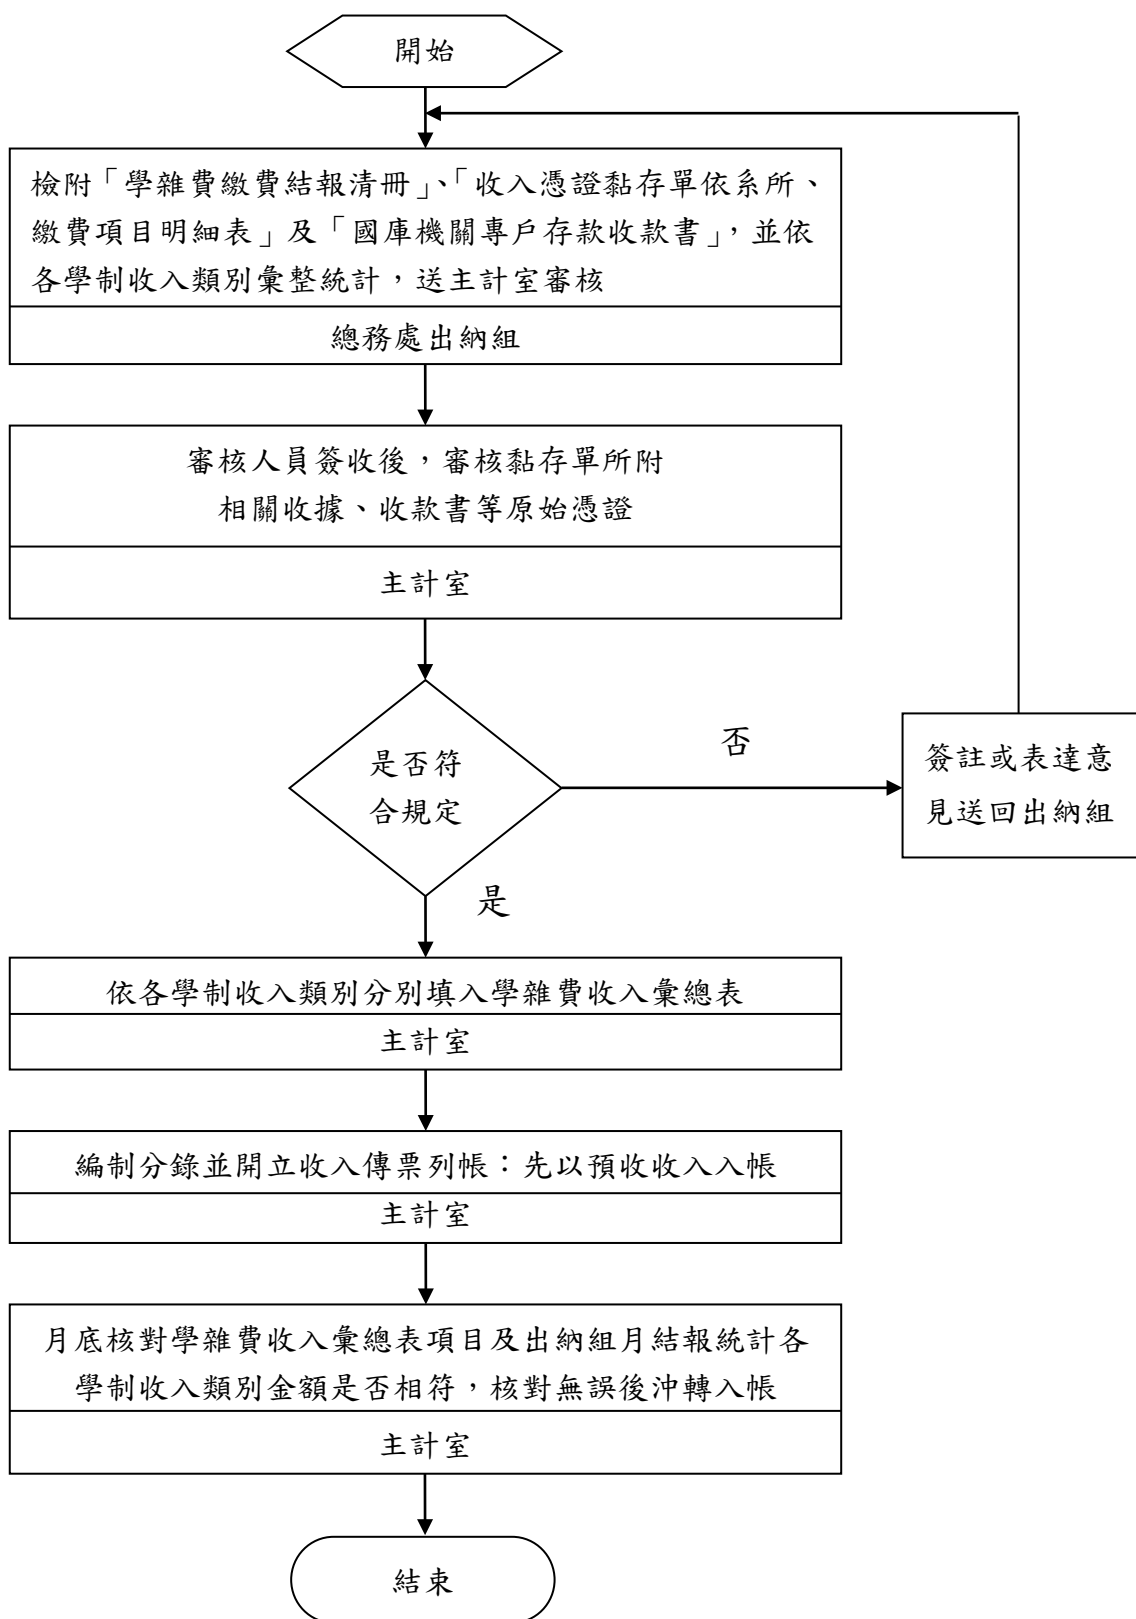 開始
檢附「學雜費繳費結報清冊」、「收入憑證黏存單依系所、
繳費項目明細表」及「國庫機關專戶存款收款書」，並依
各學制收入類別彙整統計，送主計室審核
總務處出納組
審核人員簽收後，審核黏存單所附
相關收據、收款書等原始憑證
主計室
是否符
合規定
否
簽註或表達意
見送回出納組
是
依各學制收入類別分別填入學雜費收入彙總表
主計室
編制分錄並開立收入傳票列帳：先以預收收入入帳
主計室
月底核對學雜費收入彙總表項目及出納組月結報統計各
學制收入類別金額是否相符，核對無誤後沖轉入帳
主計室
結束